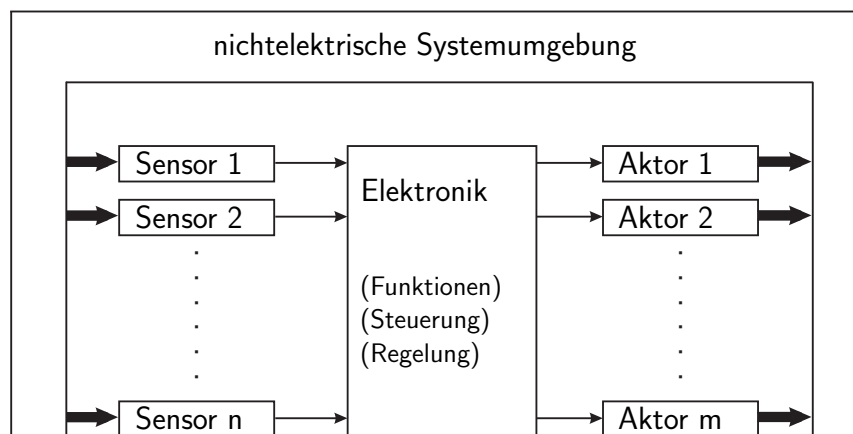 nichtelektrische Systemumgebung
Sensor 1
Sensor 2
Sensor n
Elektronik
(Funktionen)
(Steuerung)
(Regelung)
Aktor 1
Aktor 2
Aktor m